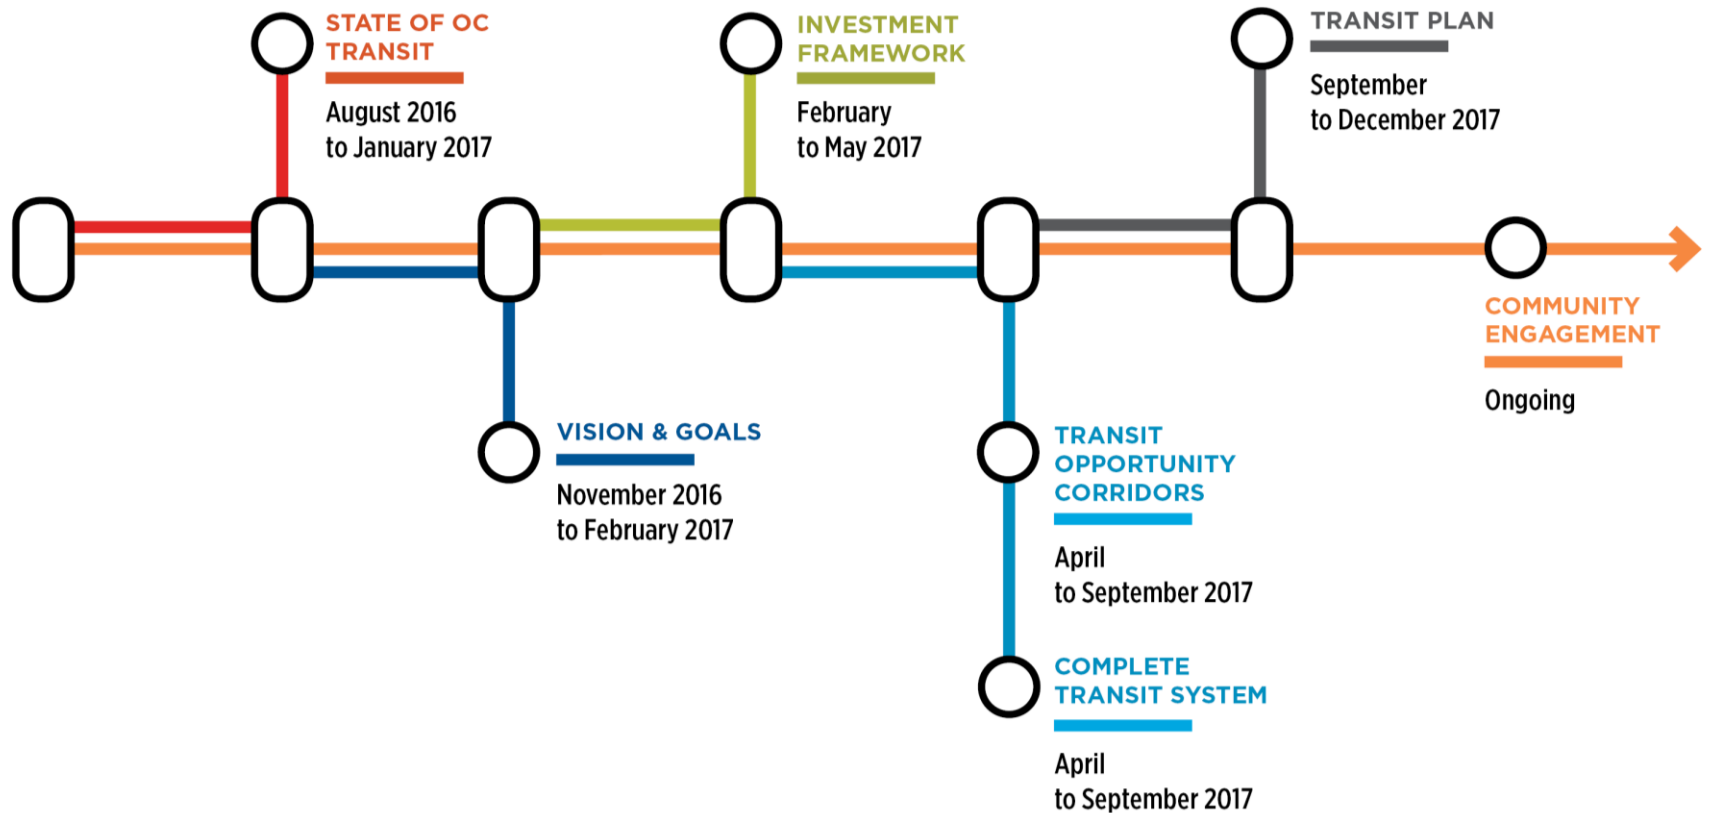 STATE OF OC
TRANSIT
August 2016
to January 2017
INVESTMENT
FRAMEWORK
February
to May 2017
TRANSIT PLAN
September
to December 2017
COMMUNITY
ENGAGEMENT
Ongoing
VISION & GOALS
November 2016
to February 2017
TRANSIT
OPPORTUNITY
CORRIDORS
April
to September 2017
COMPLETE
TRANSIT SYSTEM
April
to September 2017